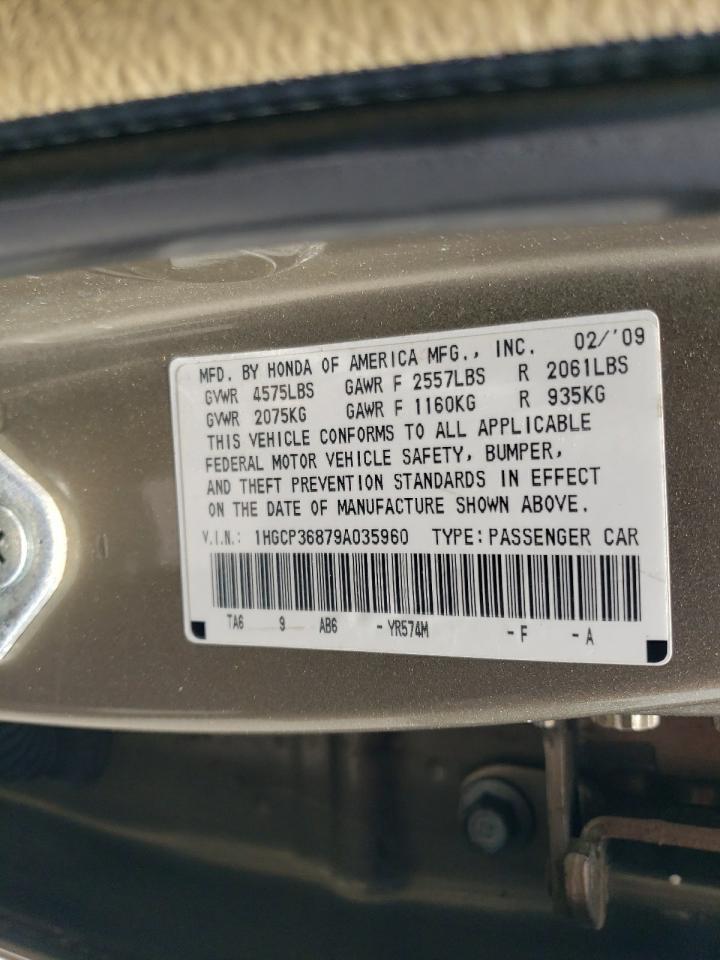 MFD. BY HONDA OF AMERICA MFG., INC. 02/'09
GVWR 4575LBS GAWR F 2557LBS R 2061LBS
GVWR 2075KG GAWR F 1160KG R 935KG
THIS VEHICLE CONFORMS TO ALL APPLICABLE
FEDERAL MOTOR VEHICLE SAFETY, BUMPER,
AND THEFT PREVENTION STANDARDS IN EFFECT
ON THE DATE OF MANUFACTURE SHOWN ABOVE.
V.I.N.: 1HGCP36879A035960 TYPE: PASSENGER CAR
TA6 9 AB6 - YR574M - F - A